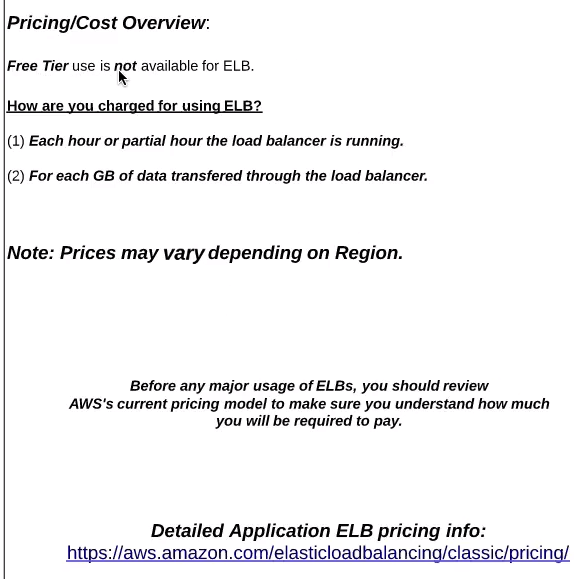 Pricing/Cost Overview:
Free Tier use is not available for ELB.
How are you charged for using ELB?
(1) Each hour or partial hour the load balancer is running.
(2) For each GB of data transfered through the load balancer.
Note: Prices may vary depending on Region.
Before any major usage of ELBs, you should review
AWS's current pricing model to make sure you understand how much
you will be required to pay.
Detailed Application ELB pricing info:
https://aws.amazon.com/elasticloadbalancing/classic/pricing/